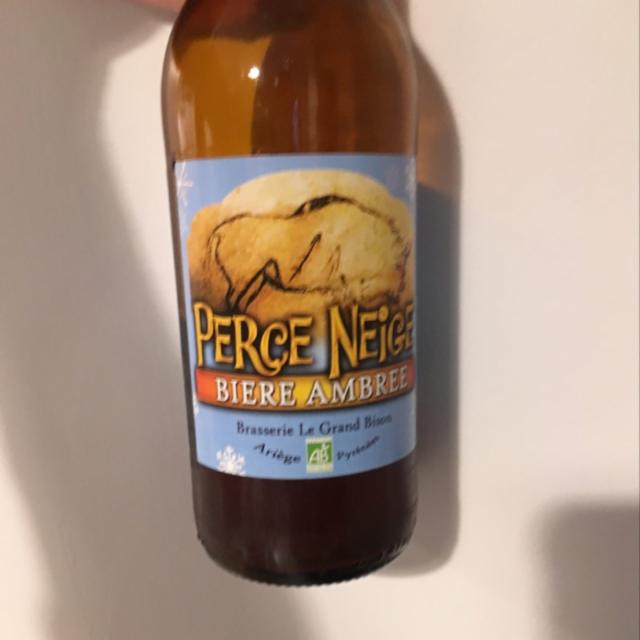 PERCE NEIGE
BIERE AMBREE
Brasserie Le Grand Bison
Ariège AB Pyrénées